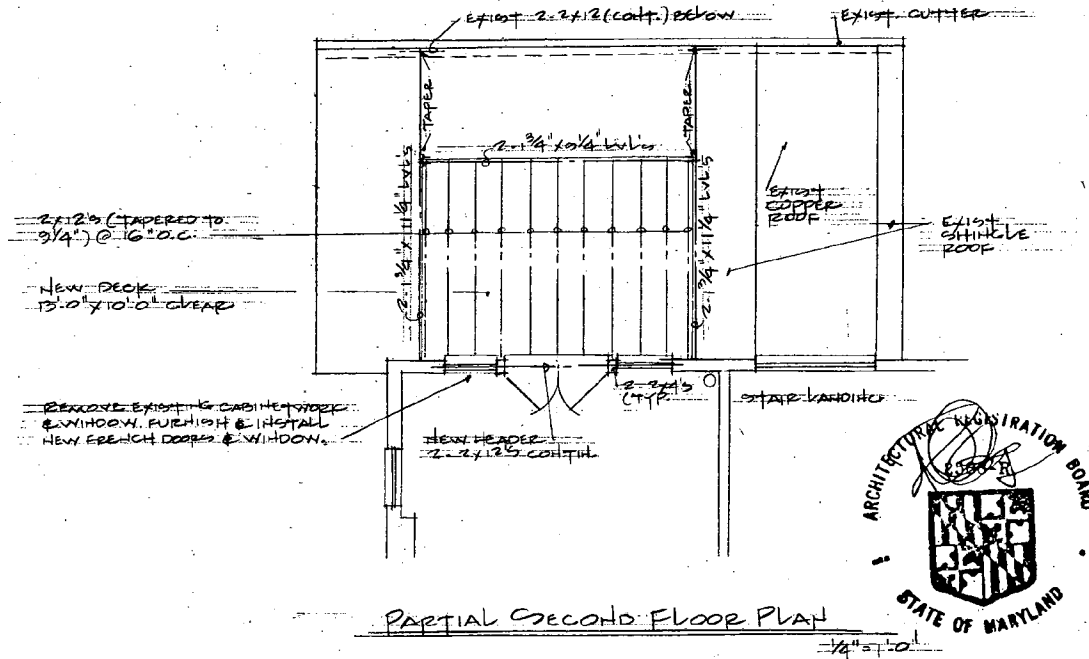 EXIST 2-2X12 (CONT.) BELOW
EXIST. GUTTER
TAPER
TAPER
2-1 3/4" X 9 1/4" LVL'S
2-1 3/4" X 11 1/4" LVL'S
2-1 3/4" X 11 1/4" LVL'S
2X12'S (TAPERED TO
9 1/4") @ 16" O.C.
NEW DECK
13'-0" X 10'-0" CLEAR
EXIST
COPPER
ROOF
EXIST
SHINGLE
ROOF
REMOVE EXISTING CABINETWORK
& WINDOW. FURNISH & INSTALL
NEW FRENCH DOORS & WINDOW.
NEW HEADER
2-2X12'S CONTIN.
2-2X4'S
(TYP
STAIR LANDING
ARCHITECTURAL REGISTRATION BOARD
STATE OF MARYLAND
PARTIAL SECOND FLOOR PLAN
1/4" = 1'-0"